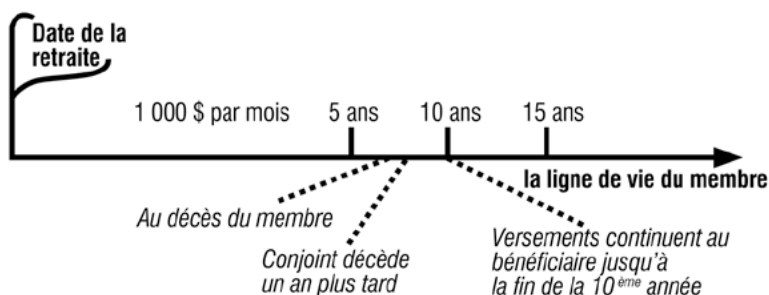 Date de la
retraite
1 000 $ par mois 5 ans 10 ans 15 ans
la ligne de vie du membre
Au décès du membre
Conjoint décède
un an plus tard
Versements continuent au
bénéficiaire jusqu'à
la fin de la 10 ème année